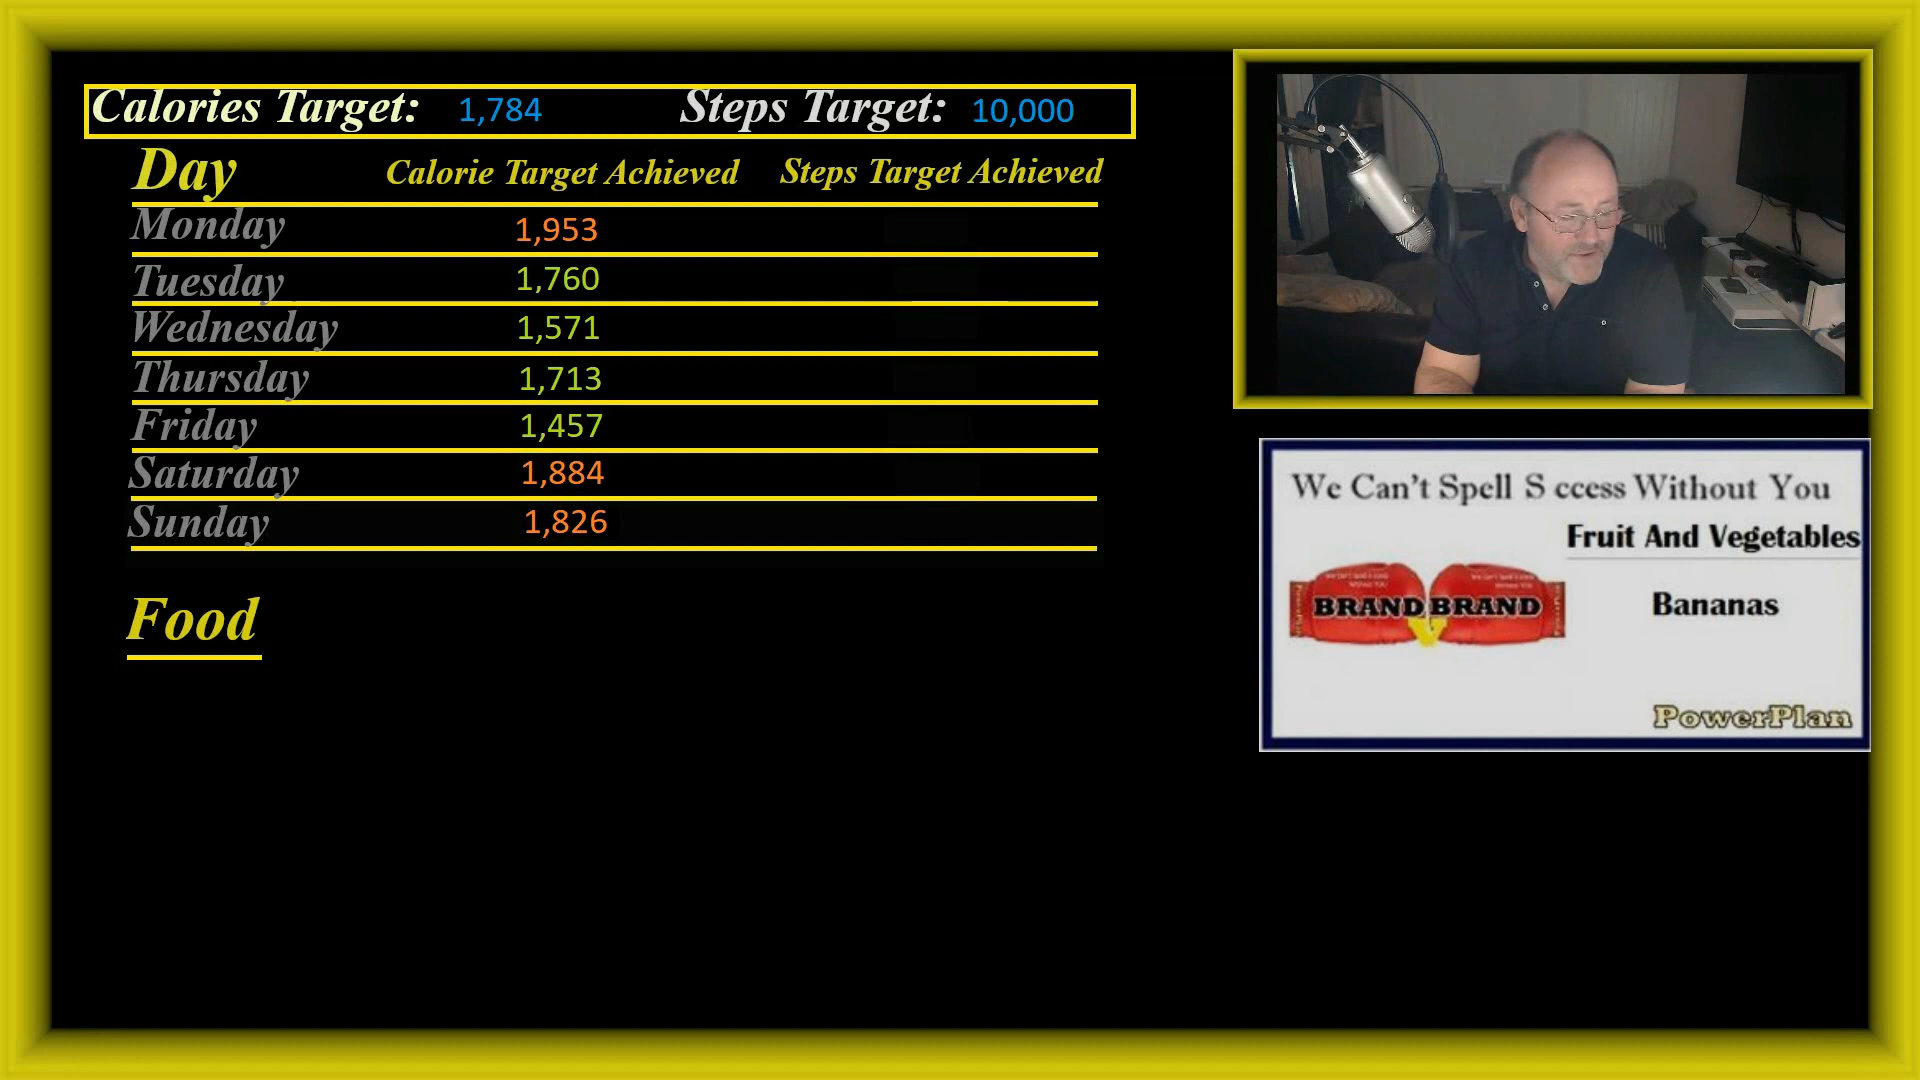 Calories Target: 1,784 Steps Target: 10,000
Day Calorie Target Achieved Steps Target Achieved
Monday 1,953
Tuesday 1,760
Wednesday 1,571
Thursday 1,713
Friday 1,457
Saturday 1,884
Sunday 1,826
Food
We Can't Spell S ccess Without You
Fruit And Vegetables
BRAND V BRAND
Bananas
PowerPlan